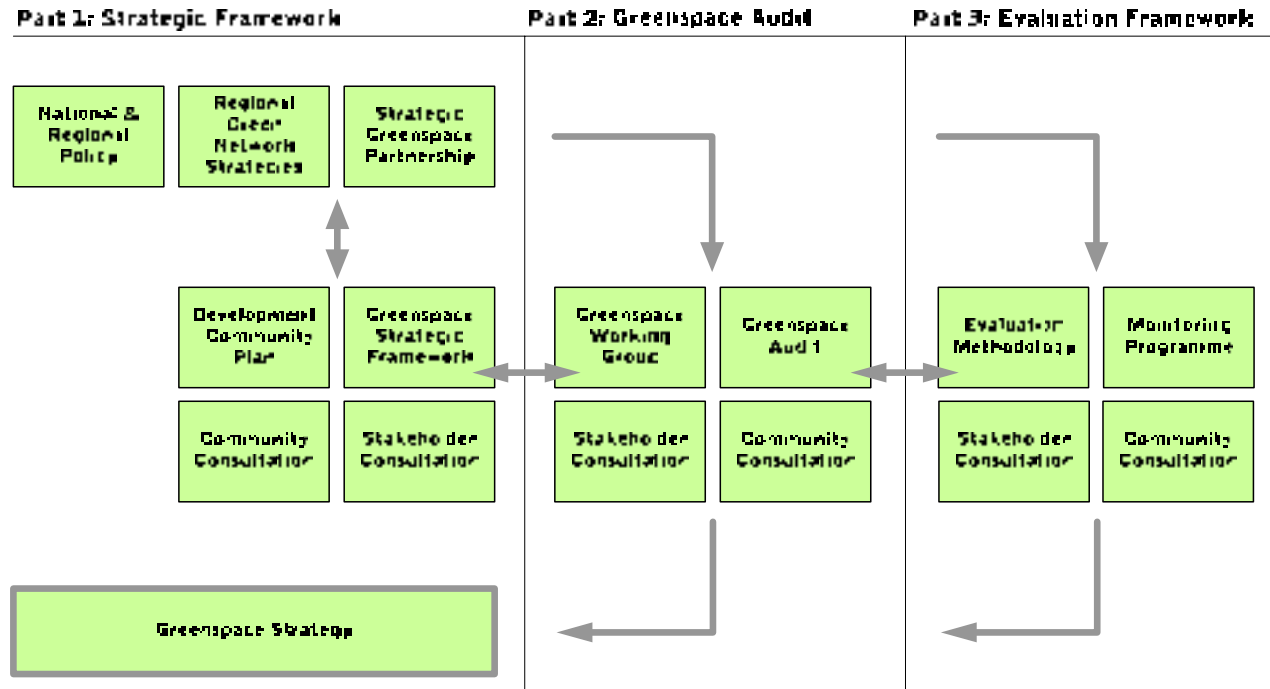 Part 1: Strategic Framework
Part 2: Greenspace Audit
Part 3: Evaluation Framework
National &
Regional
Policy
Regional
Green
Network
Strategies
Strategic
Greenspace
Partnership
Development
Community
Plan
Greenspace
Strategic
Framework
Greenspace
Working
Group
Greenspace
Audit
Evaluation
Methodology
Monitoring
Programme
Community
Consultation
Stakeholder
Consultation
Stakeholder
Consultation
Community
Consultation
Stakeholder
Consultation
Community
Consultation
Greenspace Strategy